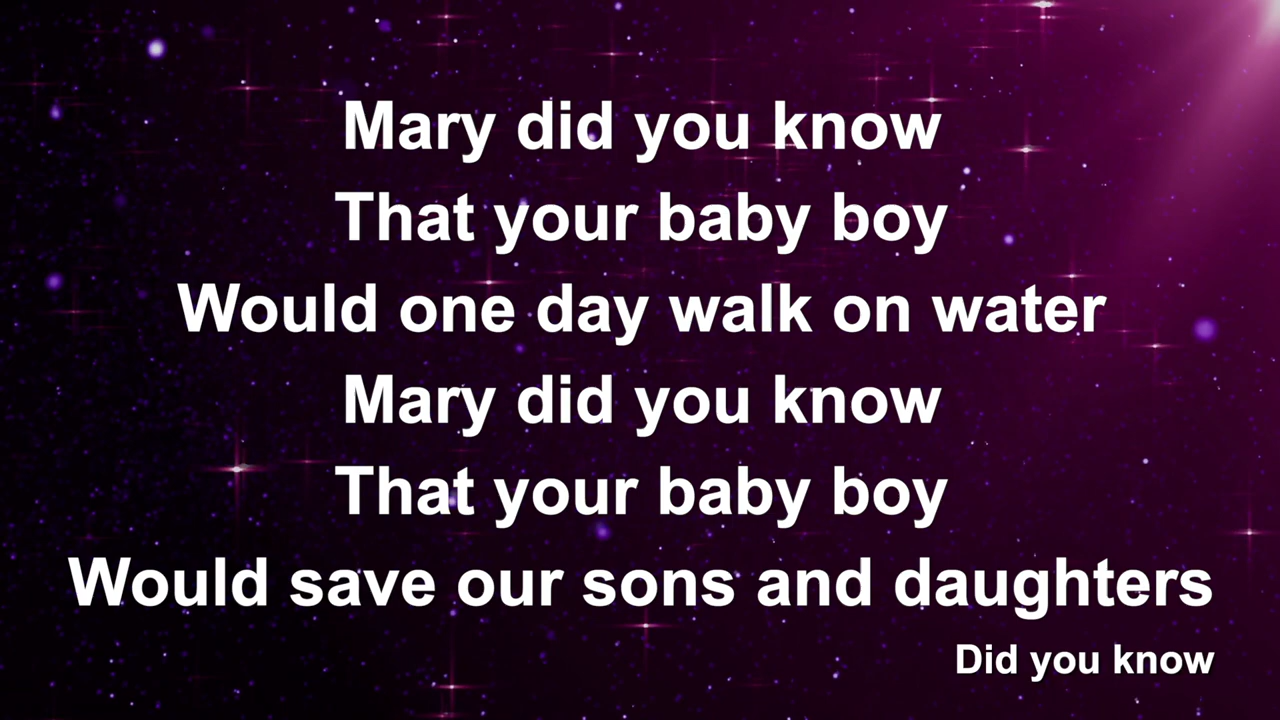 Mary did you know
That your baby boy
Would one day walk on water
Mary did you know
That your baby boy
Would save our sons and daughters
Did you know